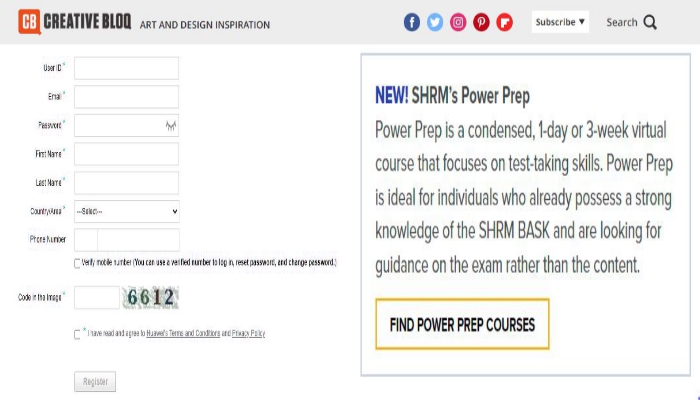 CB CREATIVE BLOQ ART AND DESIGN INSPIRATION
Subscribe ▼ Search
User ID *
Email *
Password *
First Name *
Last Name *
Country/Area * ---Select---
Phone Number
Verify mobile number (You can use a verified number to log in, reset password, and change password.)
Code in the Image * 6612
* I have read and agree to Huawei's Terms and Conditions and Privacy Policy
Register
NEW! SHRM's Power Prep
Power Prep is a condensed, 1-day or 3-week virtual
course that focuses on test-taking skills. Power Prep
is ideal for individuals who already possess a strong
knowledge of the SHRM BASK and are looking for
guidance on the exam rather than the content.
FIND POWER PREP COURSES